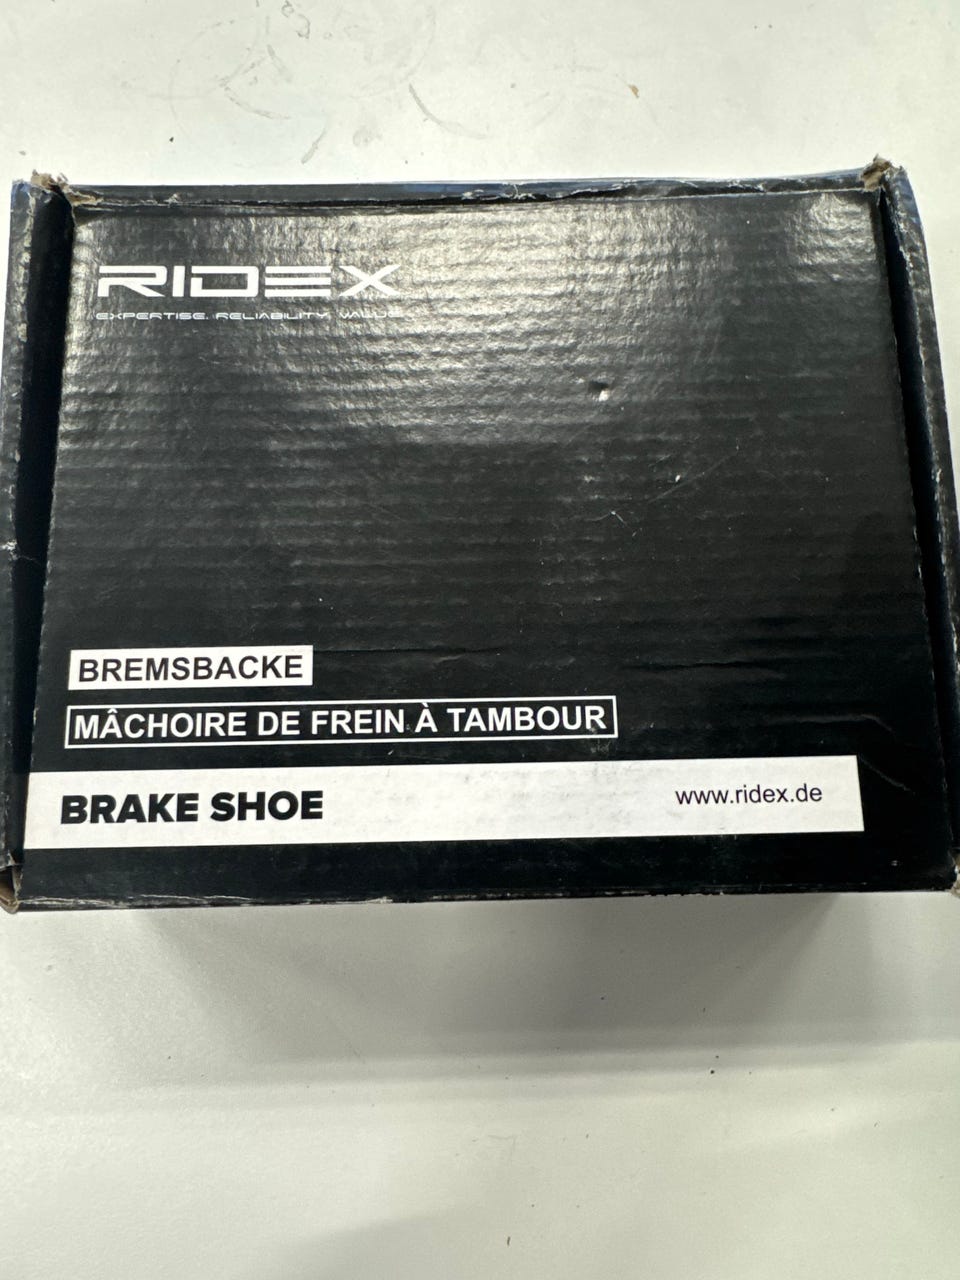 RIDEX
EXPERTISE. RELIABILITY. VALUE.
BREMSBACKE
MÂCHOIRE DE FREIN À TAMBOUR
BRAKE SHOE
www.ridex.de